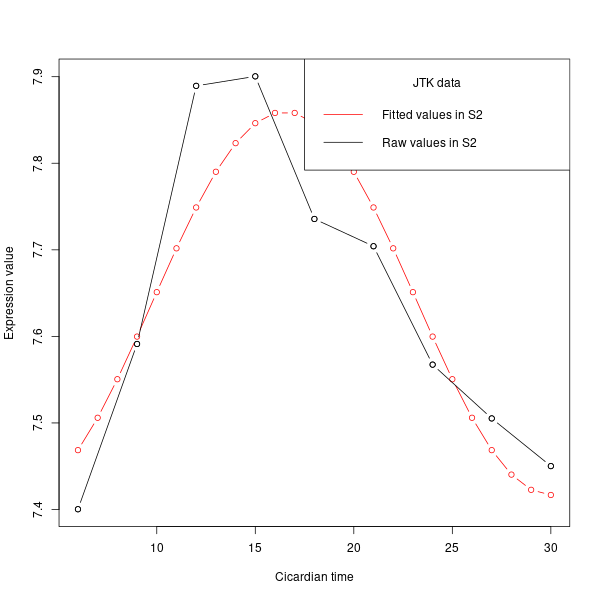 JTK data
Fitted values in S2
Raw values in S2
Expression value
7.9
7.8
7.7
7.6
7.5
7.4
10 15 20 25 30
Cicardian time